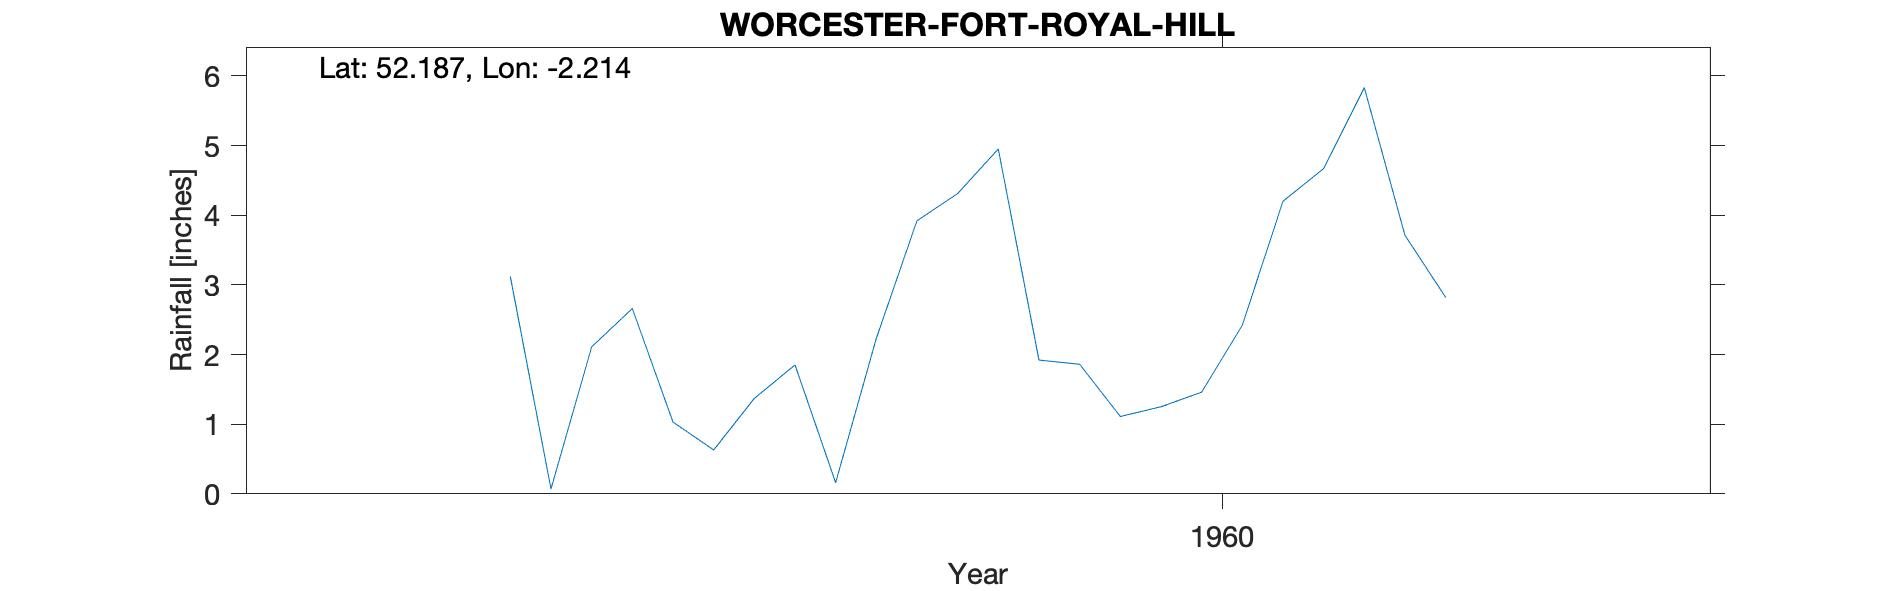 WORCESTER-FORT-ROYAL-HILL
Lat: 52.187, Lon: -2.214
6
5
4
3
2
1
0
Rainfall [inches]
1960
Year